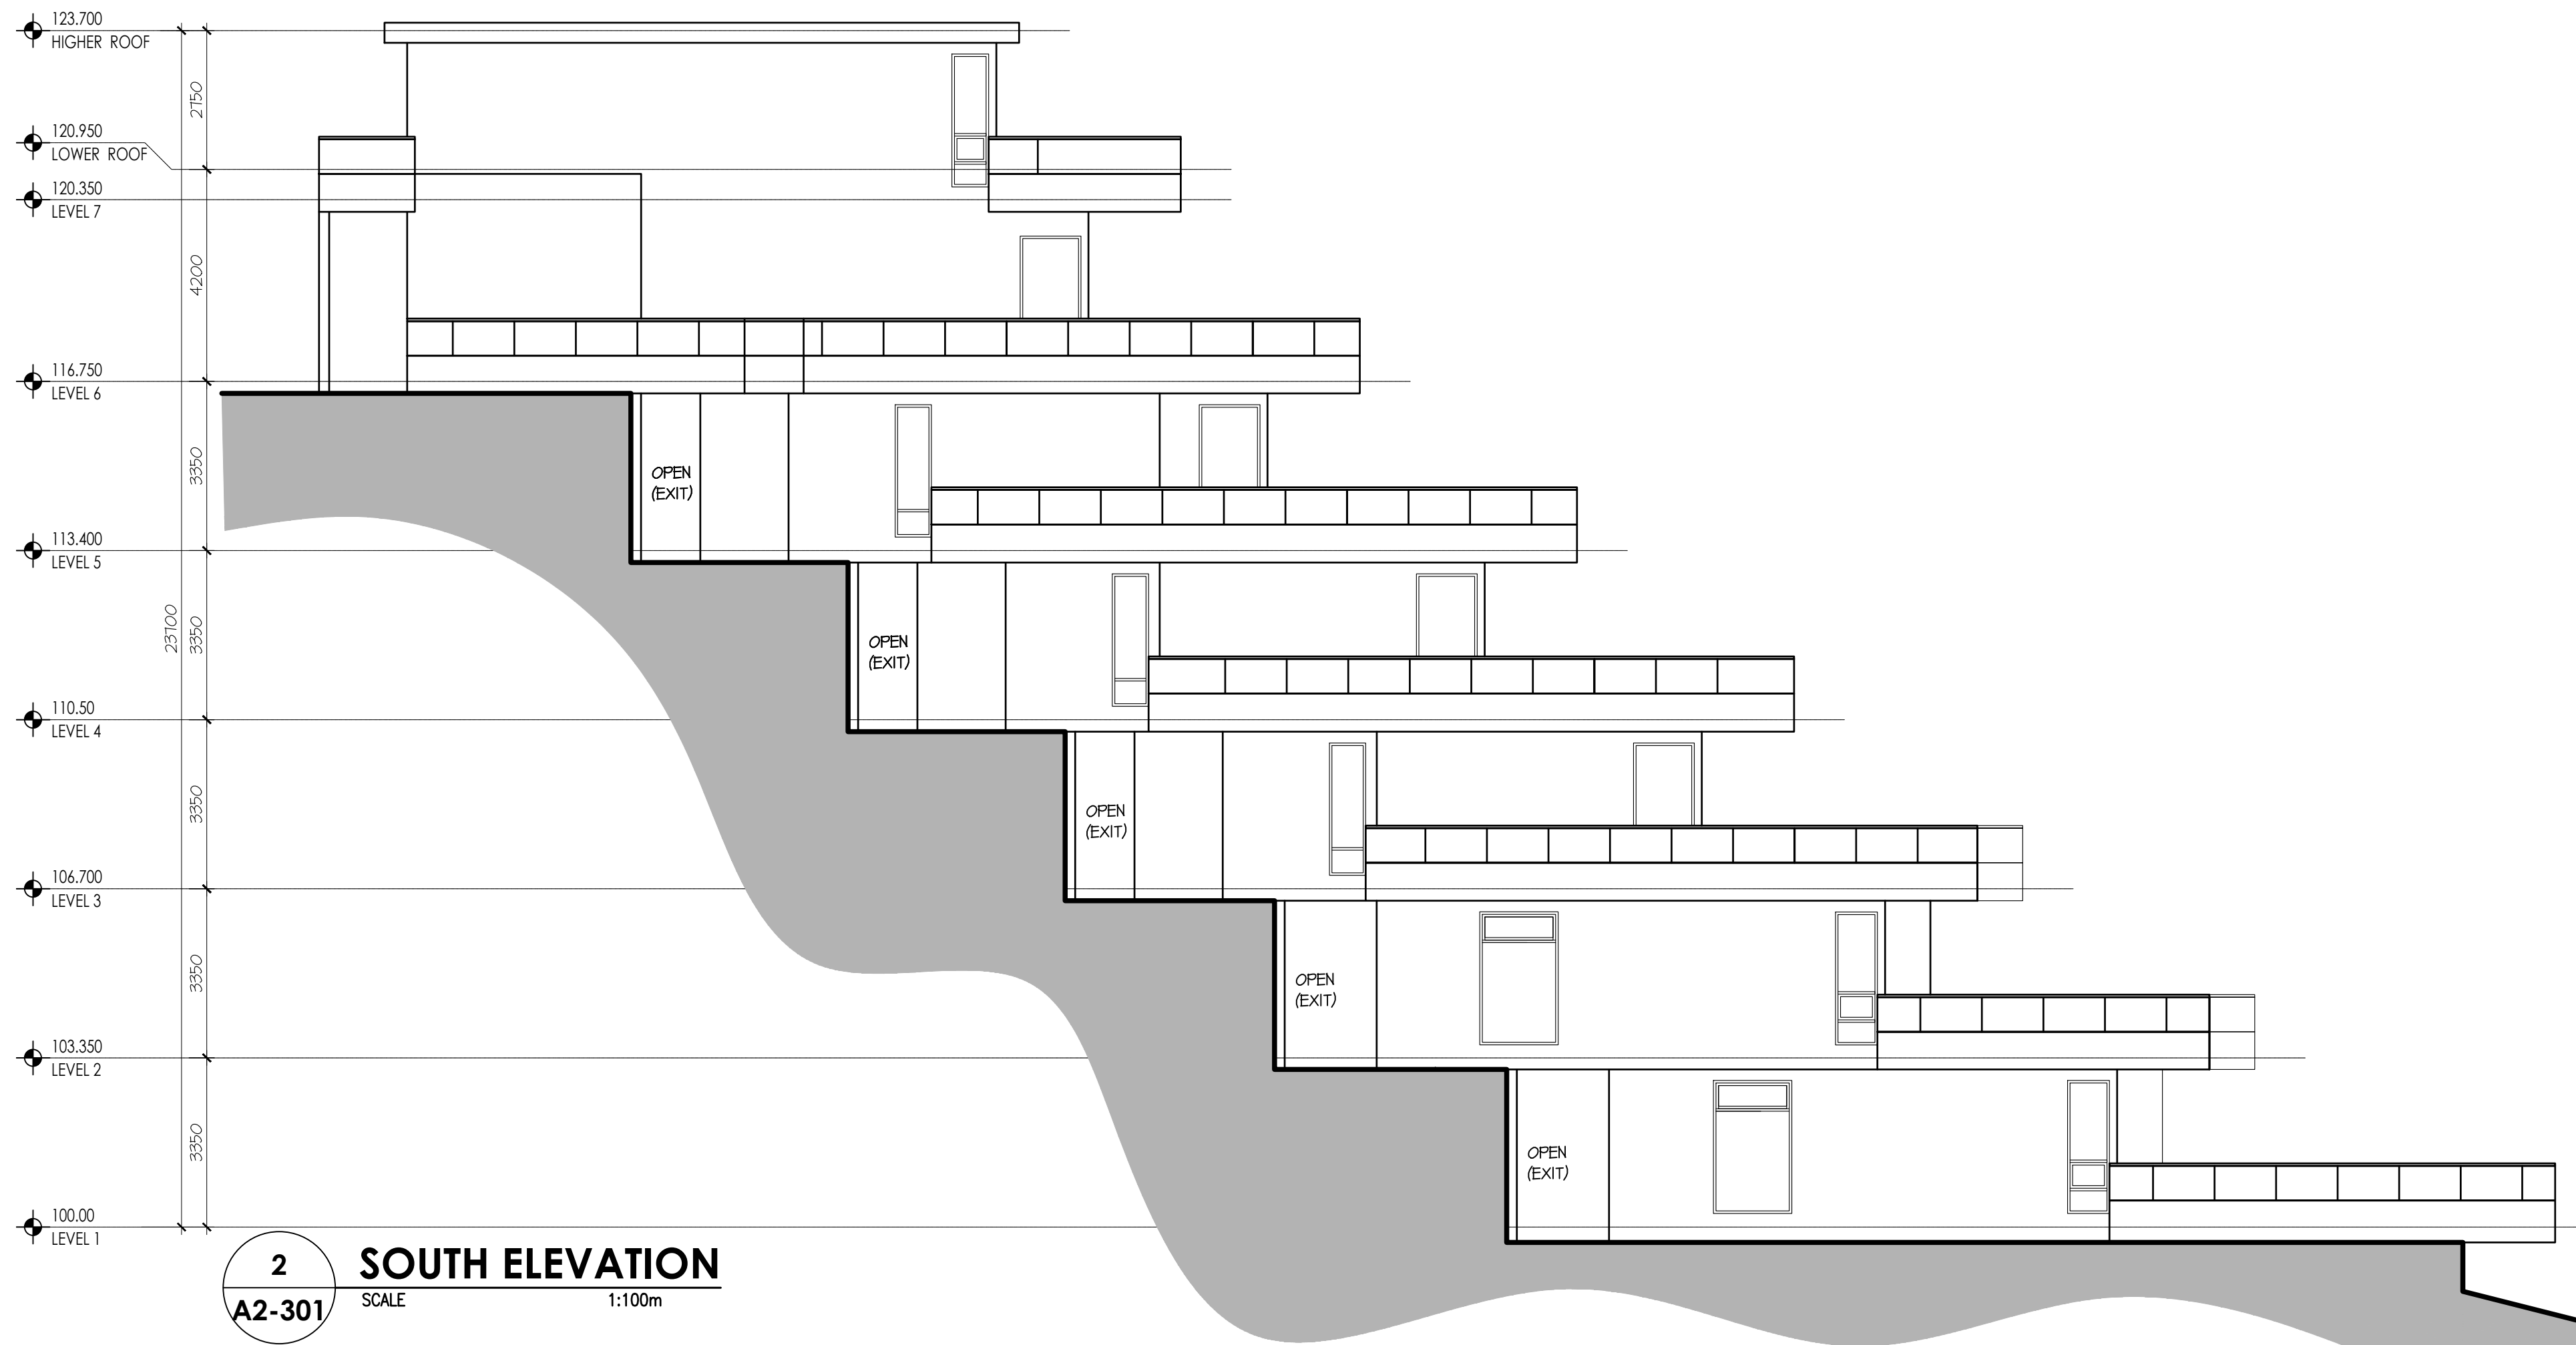 123.700
HIGHER ROOF
2750
120.950
LOWER ROOF
120.350
LEVEL 7
4200
116.750
LEVEL 6
3350
OPEN
(EXIT)
113.400
LEVEL 5
23700
3350
OPEN
(EXIT)
110.50
LEVEL 4
3350
OPEN
(EXIT)
106.700
LEVEL 3
3350
OPEN
(EXIT)
103.350
LEVEL 2
3350
OPEN
(EXIT)
100.00
LEVEL 1
2
A2-301
SOUTH ELEVATION
SCALE 1:100m